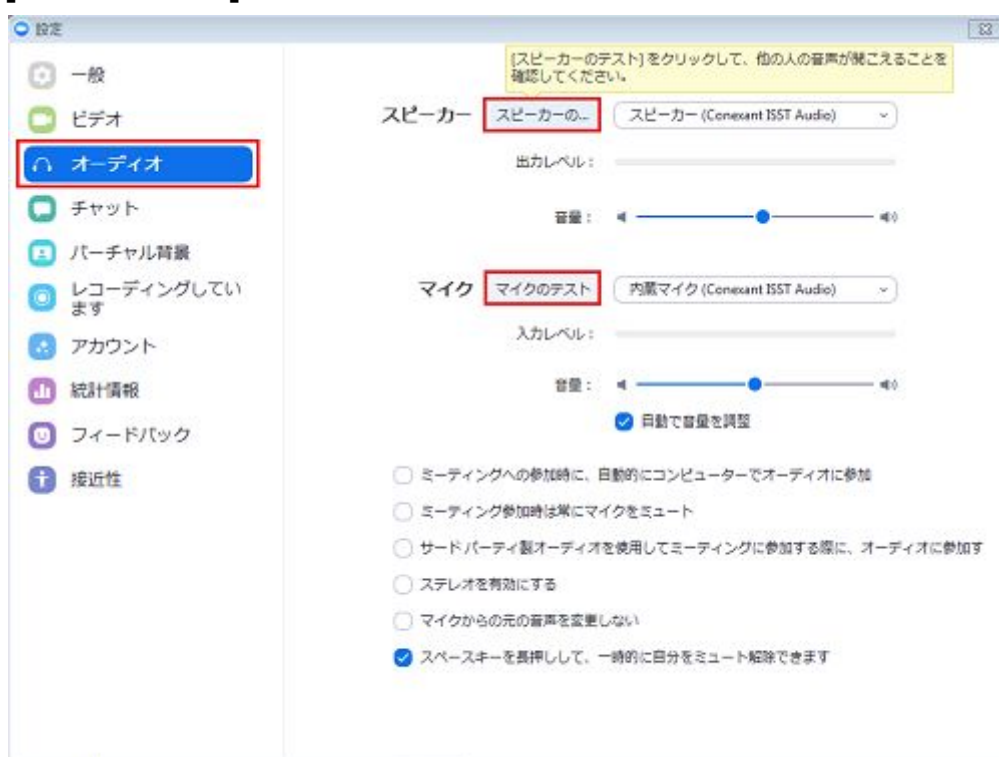 設定
一般
ビデオ
オーディオ
チャット
バーチャル背景
レコーディングしてい
ます
アカウント
統計情報
フィードバック
接近性
[スピーカーのテスト] をクリックして、他の人の音声が聞こえることを
確認してください。
スピーカー スピーカーの... スピーカー (Conexant ISST Audio)
出力レベル：
音量：
マイク マイクのテスト 内蔵マイク (Conexant ISST Audio)
入力レベル：
音量：
自動で音量を調整
ミーティングへの参加時に、自動的にコンピューターでオーディオに参加
ミーティング参加時は常にマイクをミュート
サード パーティ製オーディオを使用してミーティングに参加する際に、オーディオに参加す
ステレオを有効にする
マイクからの元の音声を変更しない
スペースキーを長押しして、一時的に自分をミュート解除できます